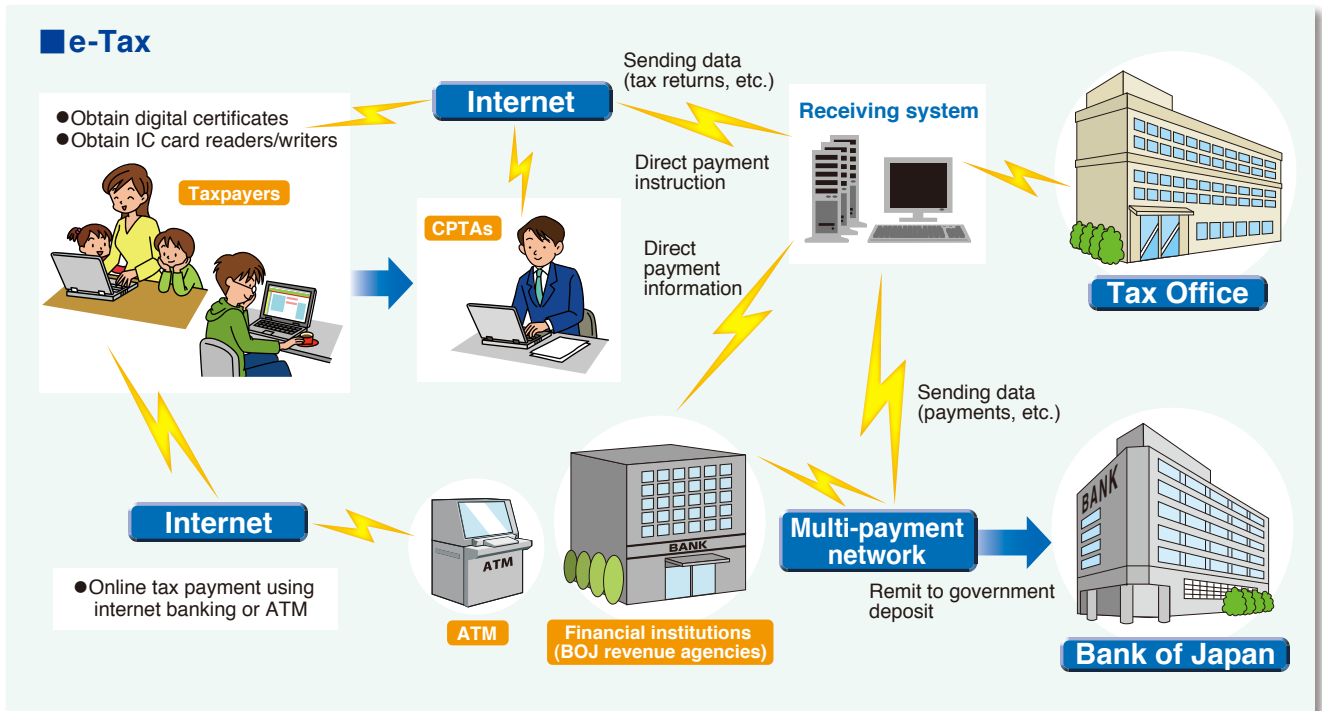 ■e-Tax
●Obtain digital certificates
●Obtain IC card readers/writers
Taxpayers
Internet
Sending data
(tax returns, etc.)
Direct payment
instruction
Receiving system
Tax Office
CPTAs
Direct
payment
information
Sending data
(payments, etc.)
Internet
●Online tax payment using
internet banking or ATM
ATM
ATM
BANK
Financial institutions
(BOJ revenue agencies)
Multi-payment
network
Remit to government
deposit
BANK
Bank of Japan